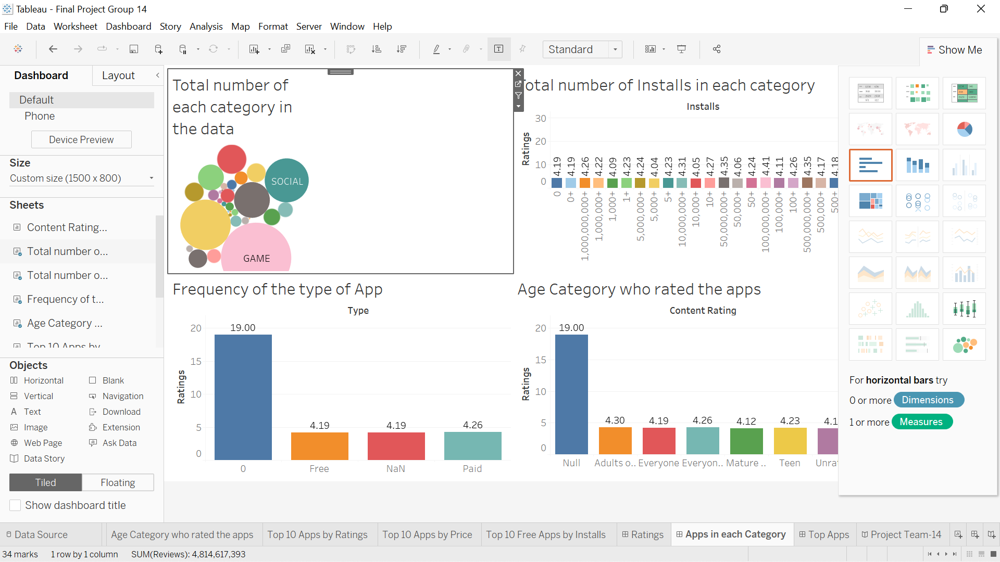 Tableau - Final Project Group 14
File Data Worksheet Dashboard Story Analysis Map Format Server Window Help
Standard
Show Me
Dashboard
Layout
Default
Phone
Device Preview
Size
Custom size (1500 x 800)
Sheets
Content Rating...
Total number o...
Total number o...
Frequency of t...
Age Category ...
Top 10 Apps by
Objects
Horizontal
Blank
Vertical
Navigation
Text
Download
Image
Extension
Web Page
Ask Data
Data Story
Tiled
Floating
Show dashboard title
Total number of
each category in
the data
SOCIAL
GAME
Total number of Installs in each category
Installs
Ratings
30
20
10
0
4.19 4.19 4.26 4.22 4.09 4.23 4.24 4.04 4.23 4.31 4.05 4.27 4.35 4.06 4.24 4.41 4.11 4.26 4.35 4.17 4.18
0 0+ 1,000,000,000+ 1,000,000+ 1,000+ 1+ 5,000,000+ 5,000+ 5+ 10,000,000+ 10,000+ 10+ 50,000,000+ 50,000+ 50+ 100,000,000+ 100,000+ 100+ 500,000,000+ 500,000+ 500+
Frequency of the type of App
Type
Ratings
20
15
10
5
0
19.00
4.19
4.19
4.26
0 Free NaN Paid
Age Category who rated the apps
Content Rating
Ratings
20
15
10
5
0
19.00
4.30
4.19
4.26
4.12
4.23
4.1
Null Adults o.. Everyone Everyon.. Mature .. Teen Unrat
For horizontal bars try
0 or more Dimensions
1 or more Measures
Data Source
Age Category who rated the apps
Top 10 Apps by Ratings
Top 10 Apps by Price
Top 10 Free Apps by Installs
Ratings
Apps in each Category
Top Apps
Project Team-14
34 marks 1 row by 1 column SUM(Reviews): 4,814,617,393